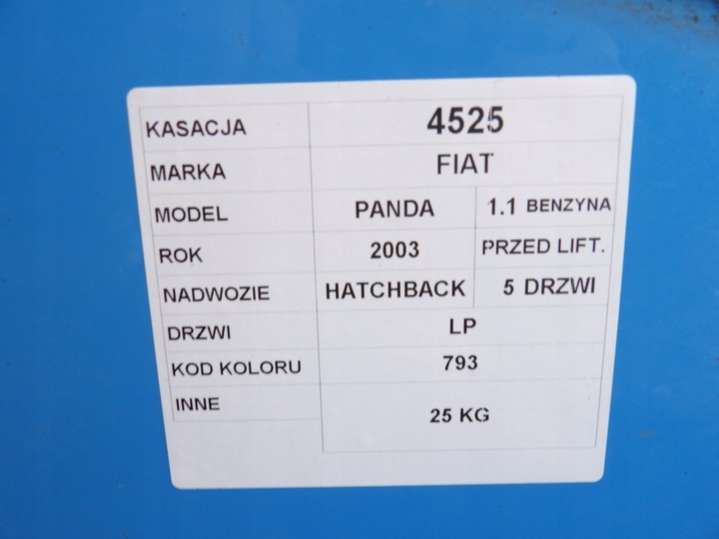 KASACJA 4525
MARKA FIAT
MODEL PANDA 1.1 BENZYNA
ROK 2003 PRZED LIFT.
NADWOZIE HATCHBACK 5 DRZWI
DRZWI LP
KOD KOLORU 793
INNE 25 KG